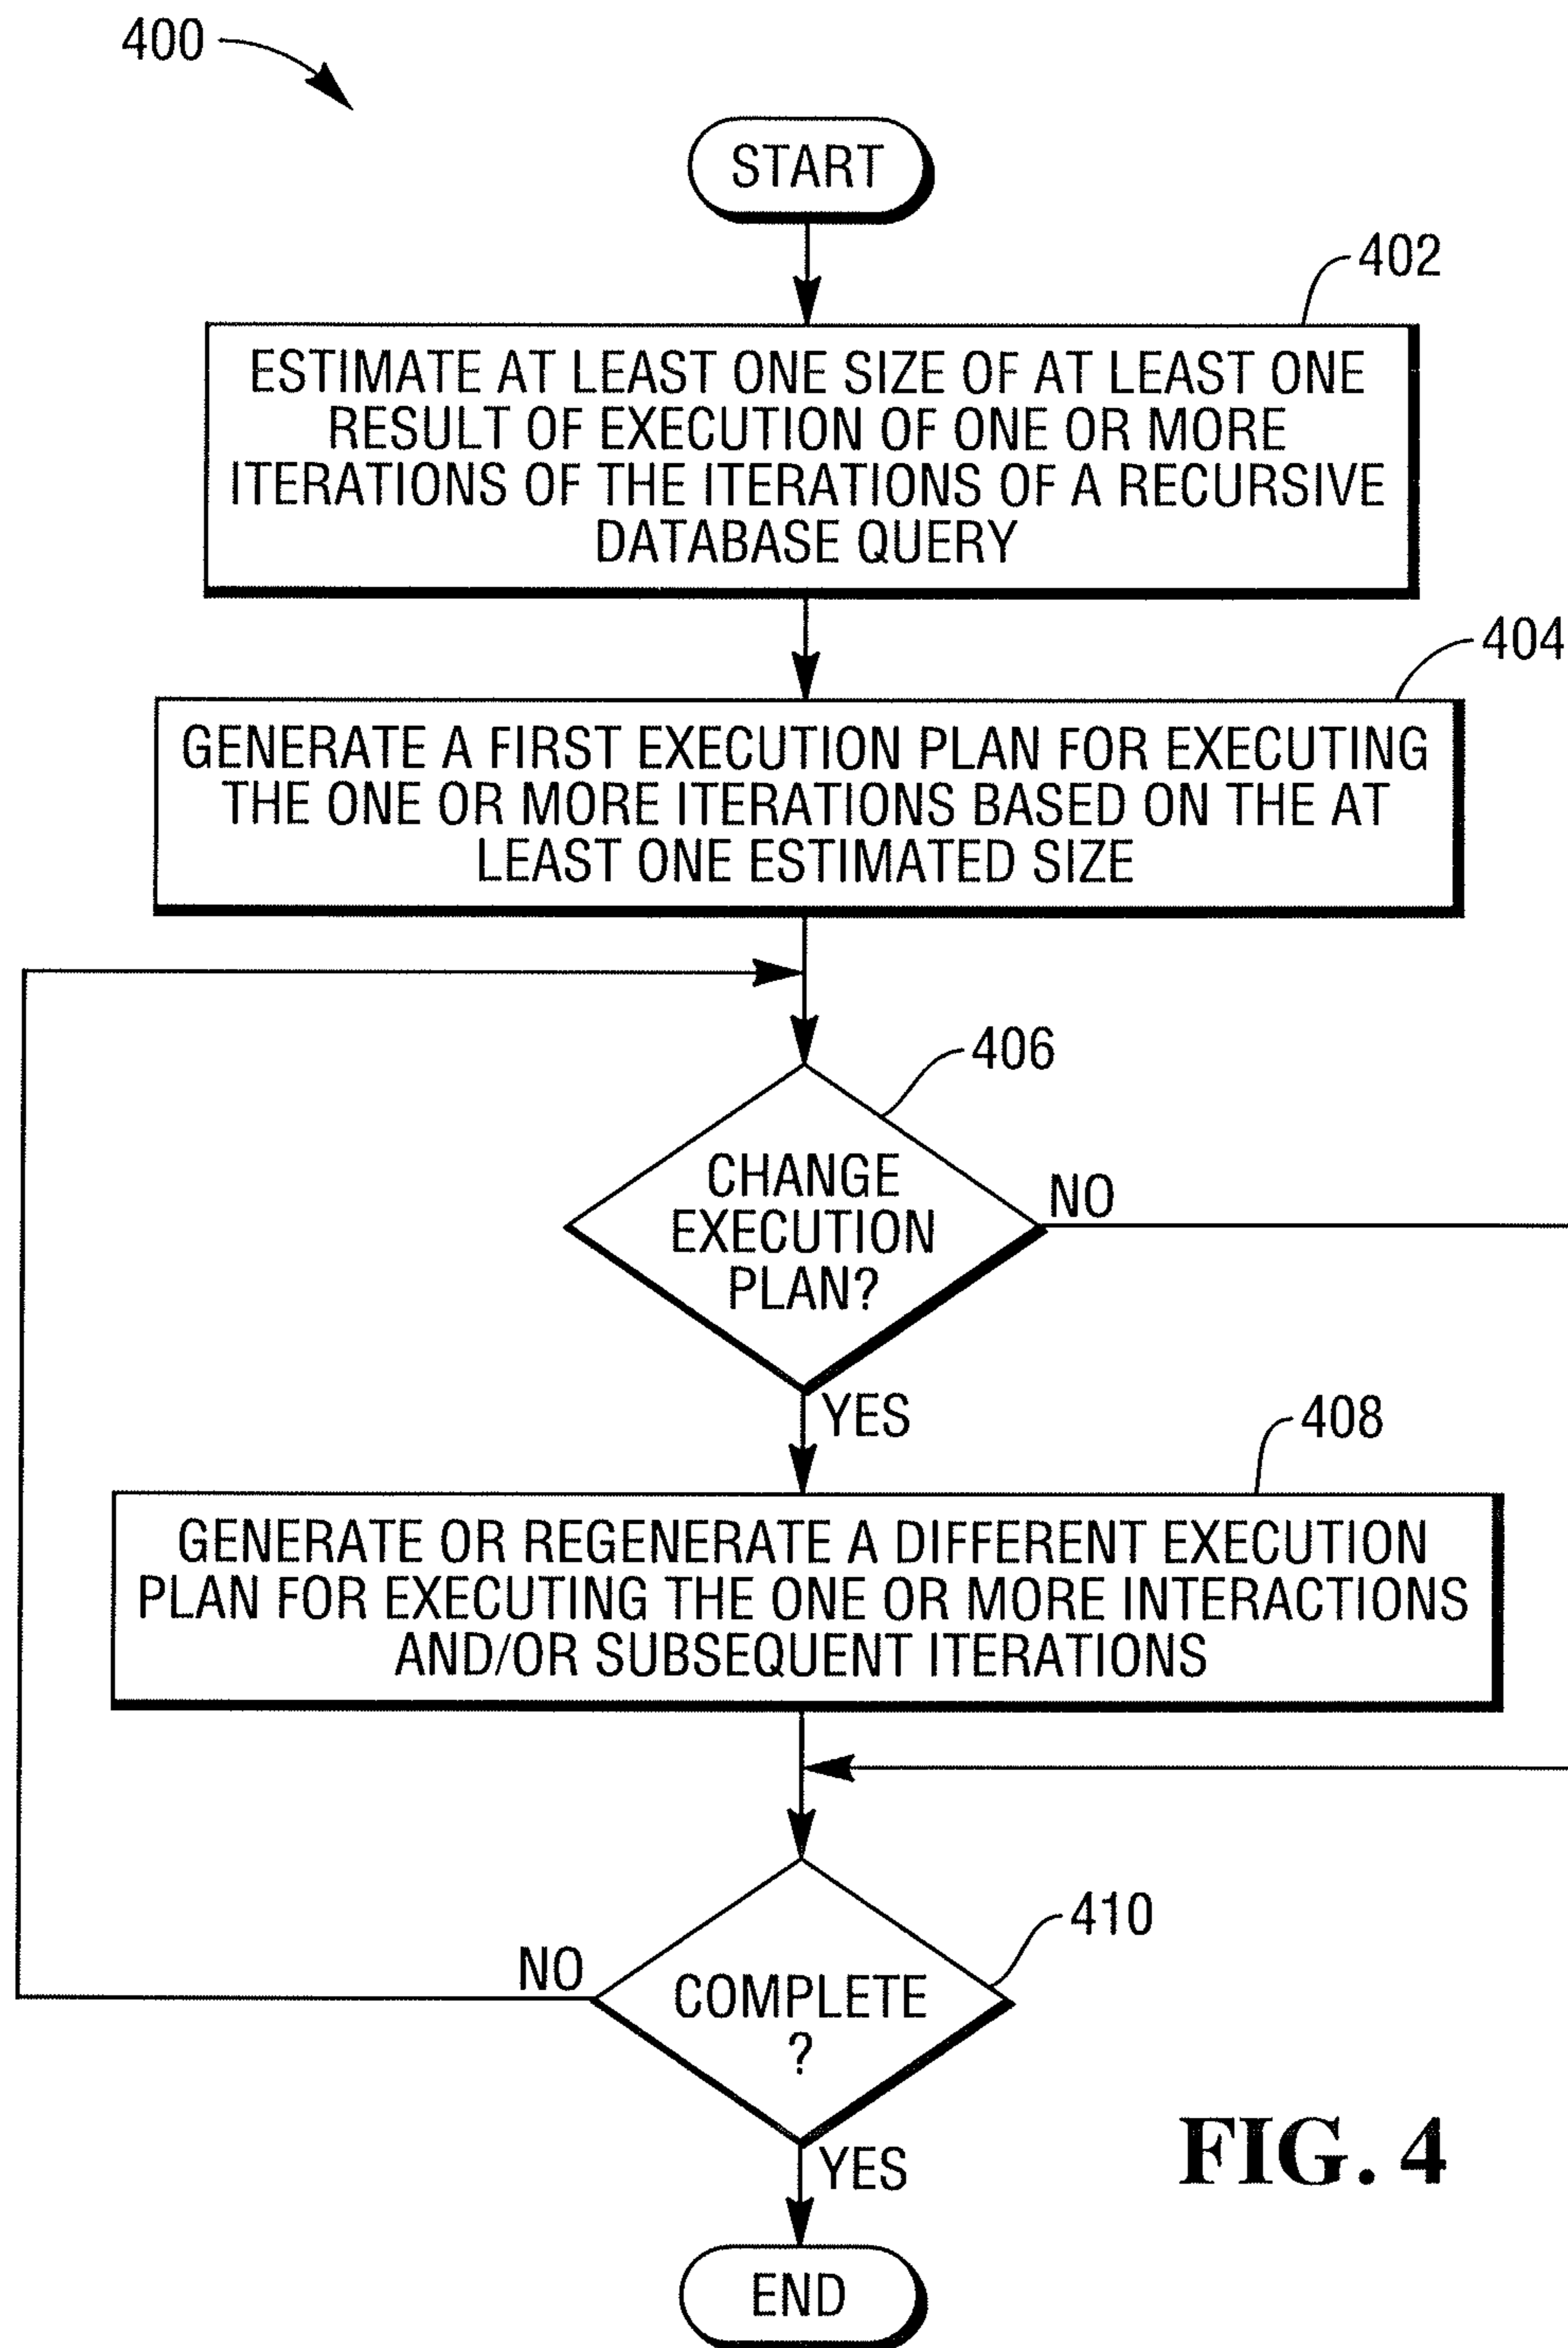 400
START
402
ESTIMATE AT LEAST ONE SIZE OF AT LEAST ONE
RESULT OF EXECUTION OF ONE OR MORE
ITERATIONS OF THE ITERATIONS OF A RECURSIVE
DATABASE QUERY
404
GENERATE A FIRST EXECUTION PLAN FOR EXECUTING
THE ONE OR MORE ITERATIONS BASED ON THE AT
LEAST ONE ESTIMATED SIZE
406
CHANGE
EXECUTION
PLAN?
NO
YES
408
GENERATE OR REGENERATE A DIFFERENT EXECUTION
PLAN FOR EXECUTING THE ONE OR MORE INTERACTIONS
AND/OR SUBSEQUENT ITERATIONS
410
NO
COMPLETE
?
YES
FIG. 4
END